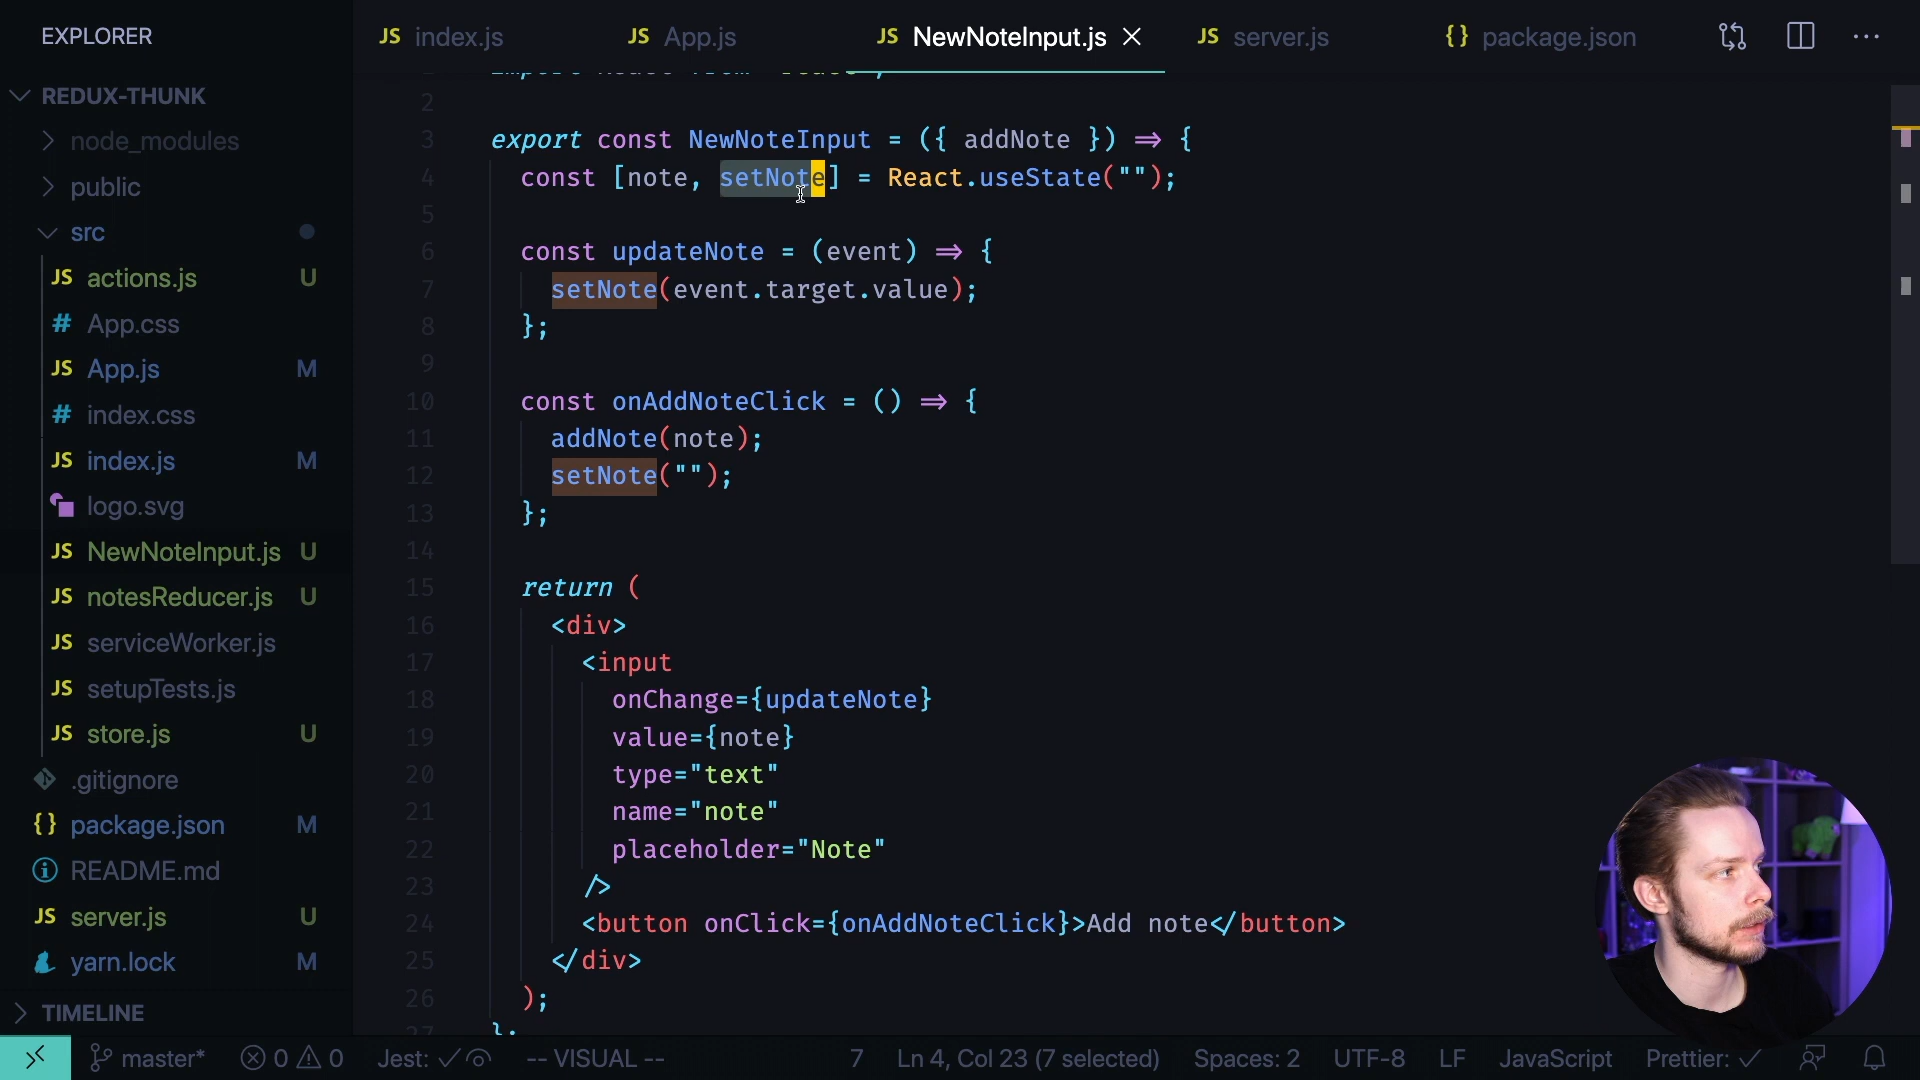 EXPLORER
JS index.js
JS App.js
JS NewNoteInput.js
JS server.js
{} package.json
REDUX-THUNK
node_modules
public
src
JS actions.js U
# App.css
JS App.js M
# index.css
JS index.js M
logo.svg
JS NewNoteInput.js U
JS notesReducer.js U
JS serviceWorker.js
JS setupTests.js
JS store.js U
.gitignore
{} package.json M
README.md
JS server.js U
yarn.lock M
TIMELINE
2
3 export const NewNoteInput = ({ addNote }) => {
4 const [note, setNote] = React.useState("");
5
6 const updateNote = (event) => {
7 setNote(event.target.value);
8 };
9
10 const onAddNoteClick = () => {
11 addNote(note);
12 setNote("");
13 };
14
15 return (
16 <div>
17 <input
18 onChange={updateNote}
19 value={note}
20 type="text"
21 name="note"
22 placeholder="Note"
23 />
24 <button onClick={onAddNoteClick}>Add note</button>
25 </div>
26 );
27 };
master* 0 0 Jest: -- VISUAL -- 7 Ln 4, Col 23 (7 selected) Spaces: 2 UTF-8 LF JavaScript Prettier: